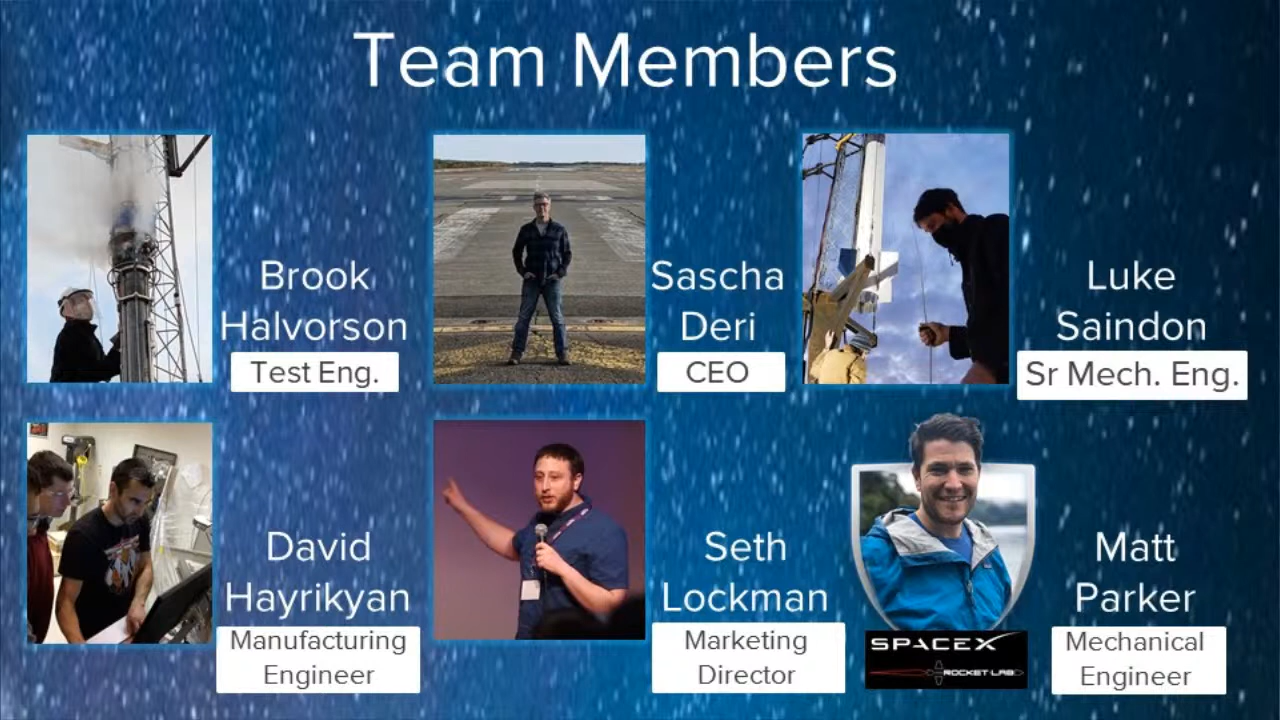 Team Members
Brook
Halvorson
Test Eng.
Sascha
Deri
CEO
Luke
Saindon
Sr Mech. Eng.
David
Hayrikyan
Manufacturing
Engineer
Seth
Lockman
Marketing
Director
SPACEX
ROCKET LAB
Matt
Parker
Mechanical
Engineer